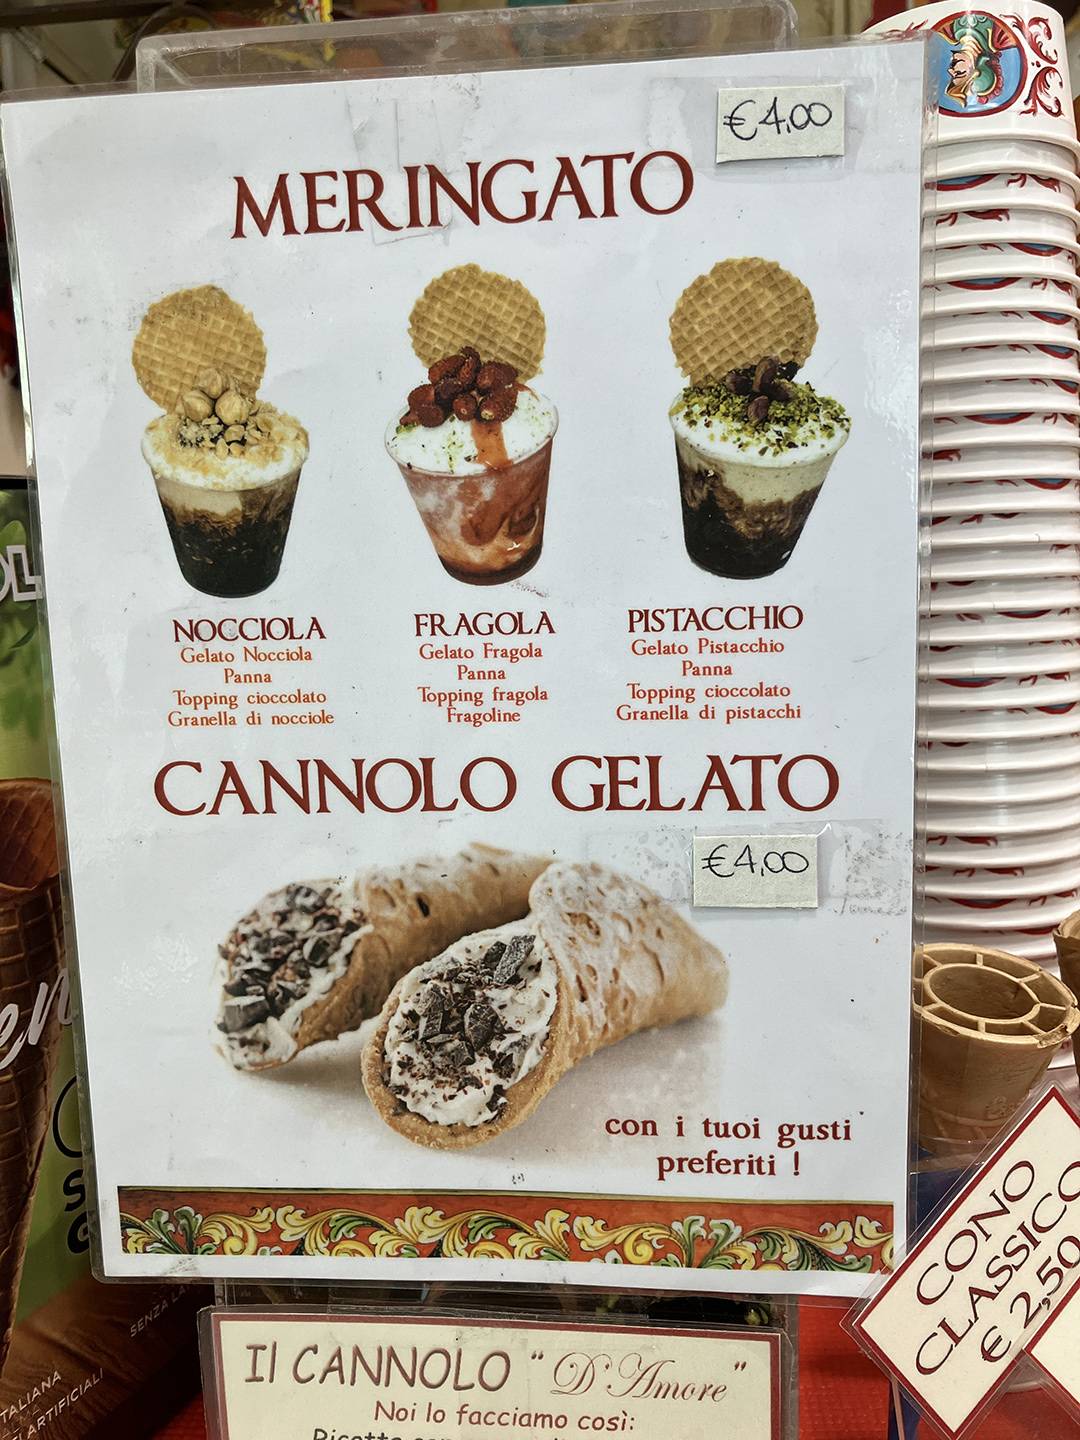 €4,00
MERINGATO
NOCCIOLA
Gelato Nocciola
Panna
Topping cioccolato
Granella di nocciole
FRAGOLA
Gelato Fragola
Panna
Topping fragola
Fragoline
PISTACCHIO
Gelato Pistacchio
Panna
Topping cioccolato
Granella di pistacchi
CANNOLO GELATO
€4,00
con i tuoi gusti
preferiti !
CONO
CLASSICO
€ 2,50
Il CANNOLO "D'Amore"
Noi lo facciamo così: